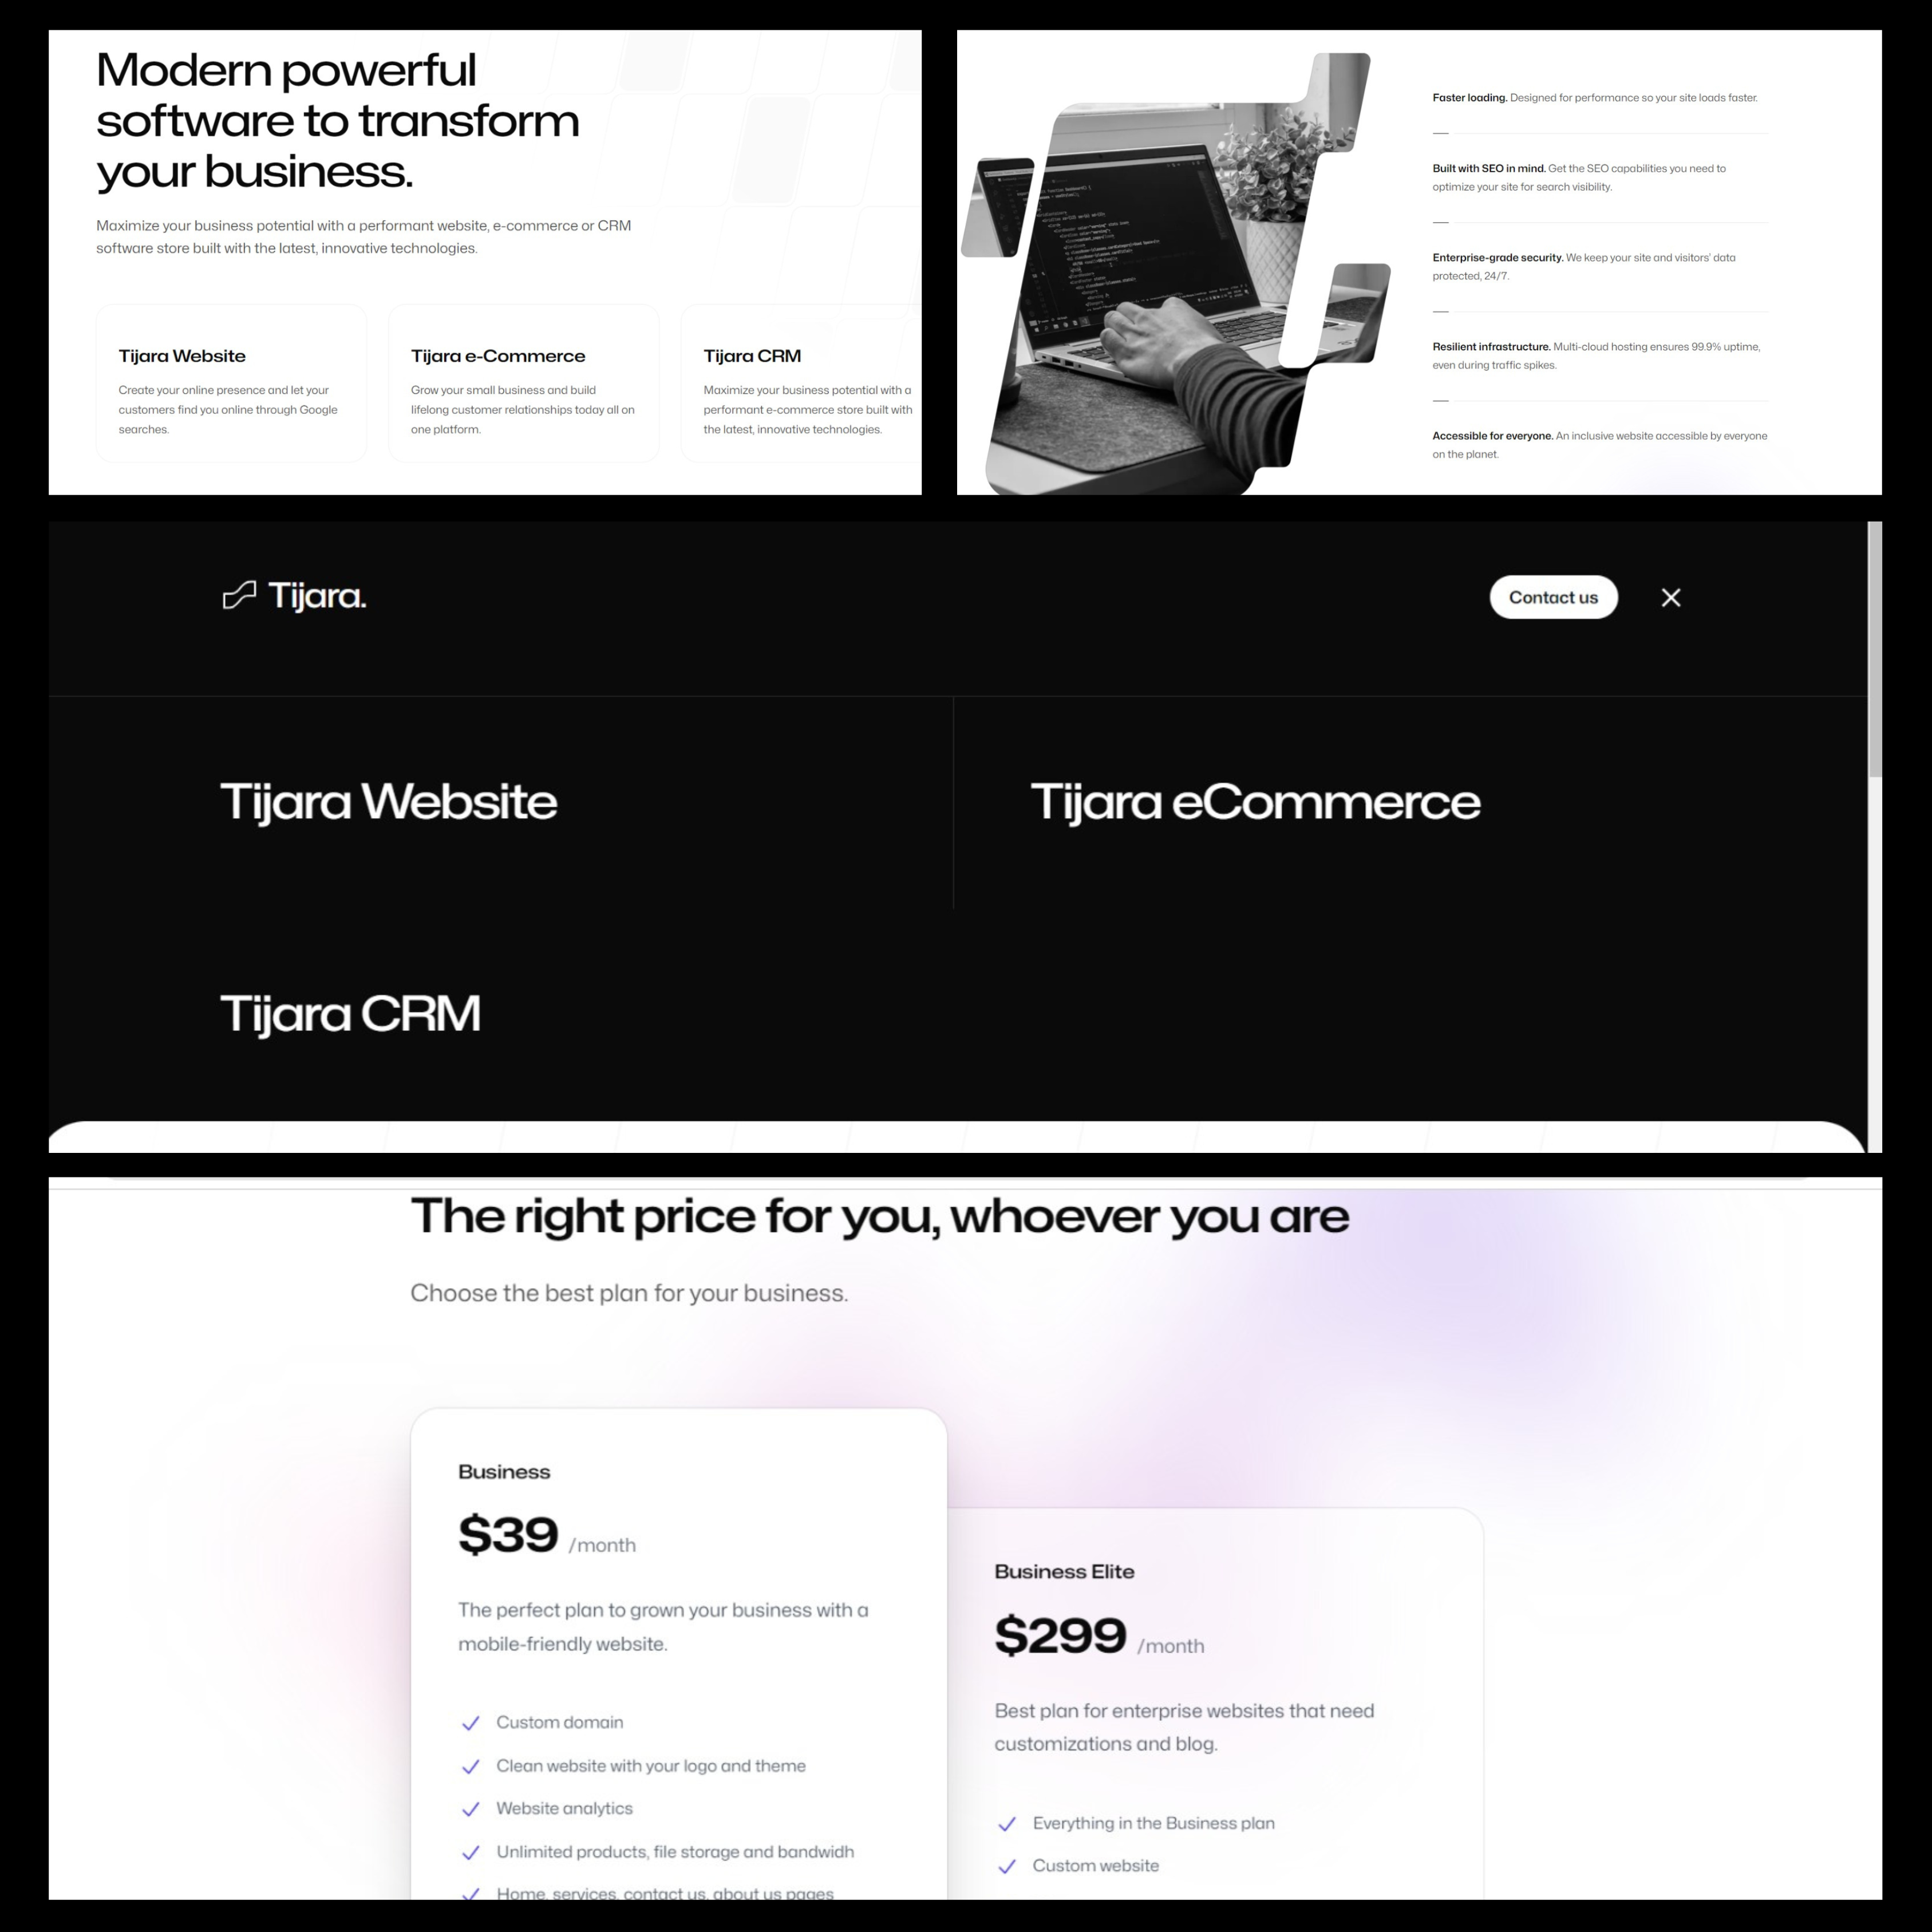 Modern powerful
software to transform
your business.
Maximize your business potential with a performant website, e-commerce or CRM
software store built with the latest, innovative technologies.
Tijara Website
Create your online presence and let your
customers find you online through Google
searches.
Tijara e-Commerce
Grow your small business and build
lifelong customer relationships today all on
one platform.
Tijara CRM
Maximize your business potential with a
performant e-commerce store built with
the latest, innovative technologies.
Faster loading. Designed for performance so your site loads faster.
Built with SEO in mind. Get the SEO capabilities you need to
optimize your site for search visibility.
Enterprise-grade security. We keep your site and visitors' data
protected, 24/7.
Resilient infrastructure. Multi-cloud hosting ensures 99.9% uptime,
even during traffic spikes.
Accessible for everyone. An inclusive website accessible by everyone
on the planet.
Tijara.
Contact us
Tijara Website
Tijara eCommerce
Tijara CRM
The right price for you, whoever you are
Choose the best plan for your business.
Business
$39 /month
The perfect plan to grown your business with a
mobile-friendly website.
Custom domain
Clean website with your logo and theme
Website analytics
Unlimited products, file storage and bandwidh
Home, services, contact us, about us pages
Business Elite
$299 /month
Best plan for enterprise websites that need
customizations and blog.
Everything in the Business plan
Custom website